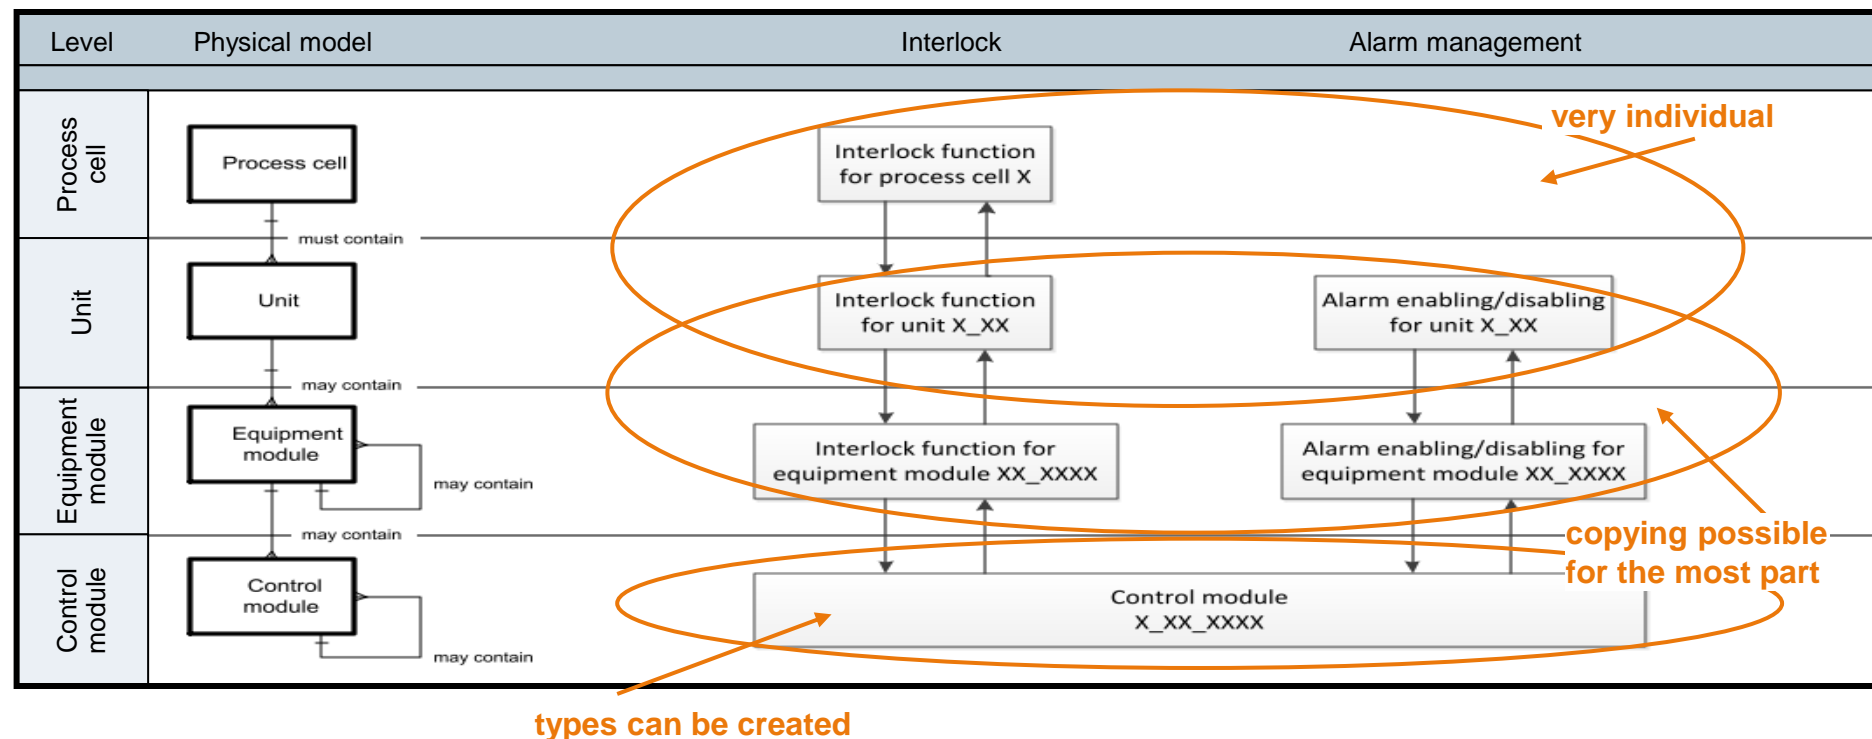 Level
Physical model
Interlock
Alarm management
Process
cell
Process cell
Interlock function
for process cell X
very individual
must contain
Unit
Unit
Interlock function
for unit X_XX
Alarm enabling/disabling
for unit X_XX
may contain
Equipment
module
Equipment
module
may contain
Interlock function for
equipment module XX_XXXX
Alarm enabling/disabling for
equipment module XX_XXXX
copying possible
for the most part
may contain
Control
module
Control
module
may contain
Control module
X_XX_XXXX
types can be created